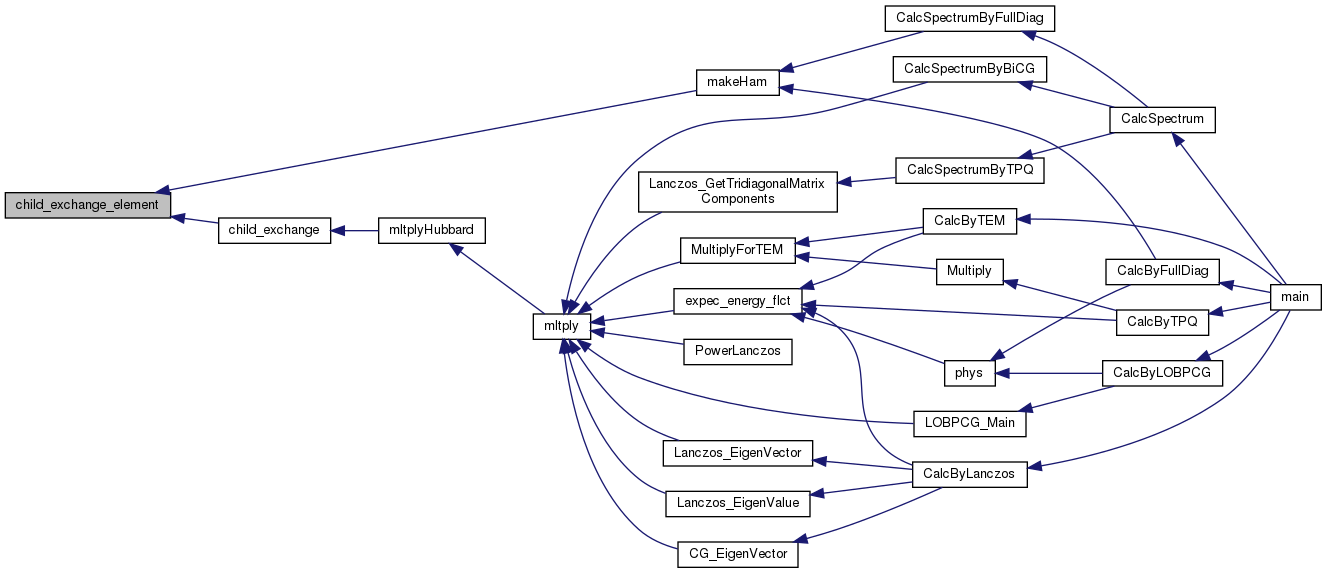 CalcSpectrumByFullDiag
CalcSpectrumByBiCG
makeHam
CalcSpectrum
CalcSpectrumByTPQ
Lanczos_GetTridiagonalMatrix
Components
child_exchange_element
CalcByTEM
child_exchange
mltplyHubbard
MultiplyForTEM
Multiply
CalcByFullDiag
expec_energy_flct
main
mltply
CalcByTPQ
PowerLanczos
phys
CalcByLOBPCG
LOBPCG_Main
Lanczos_EigenVector
CalcByLanczos
Lanczos_EigenValue
CG_EigenVector